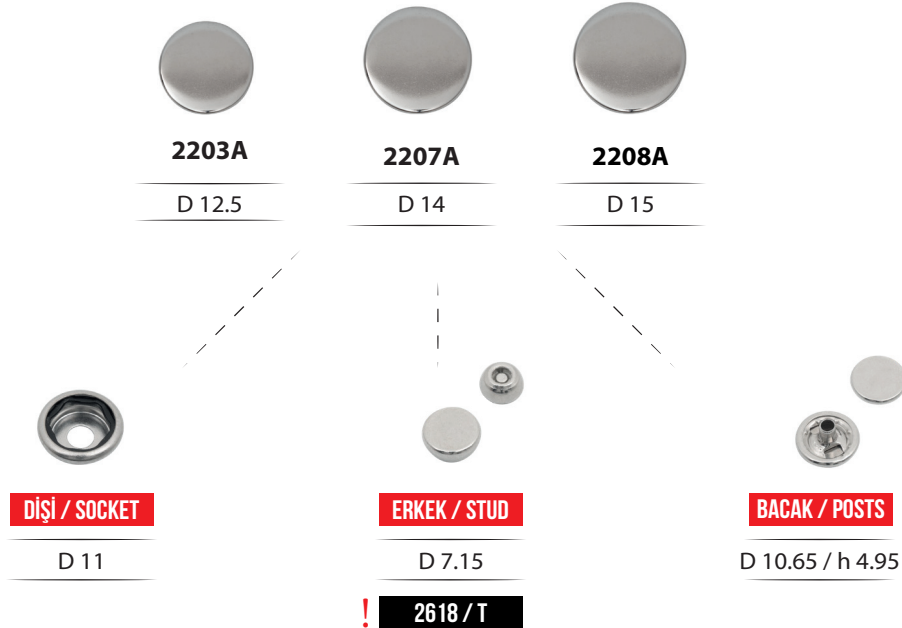 2203A
D 12.5
2207A
D 14
2208A
D 15
DİŞİ / SOCKET
D 11
ERKEK / STUD
D 7.15
! 2618 / T
BACAK / POSTS
D 10.65 / h 4.95